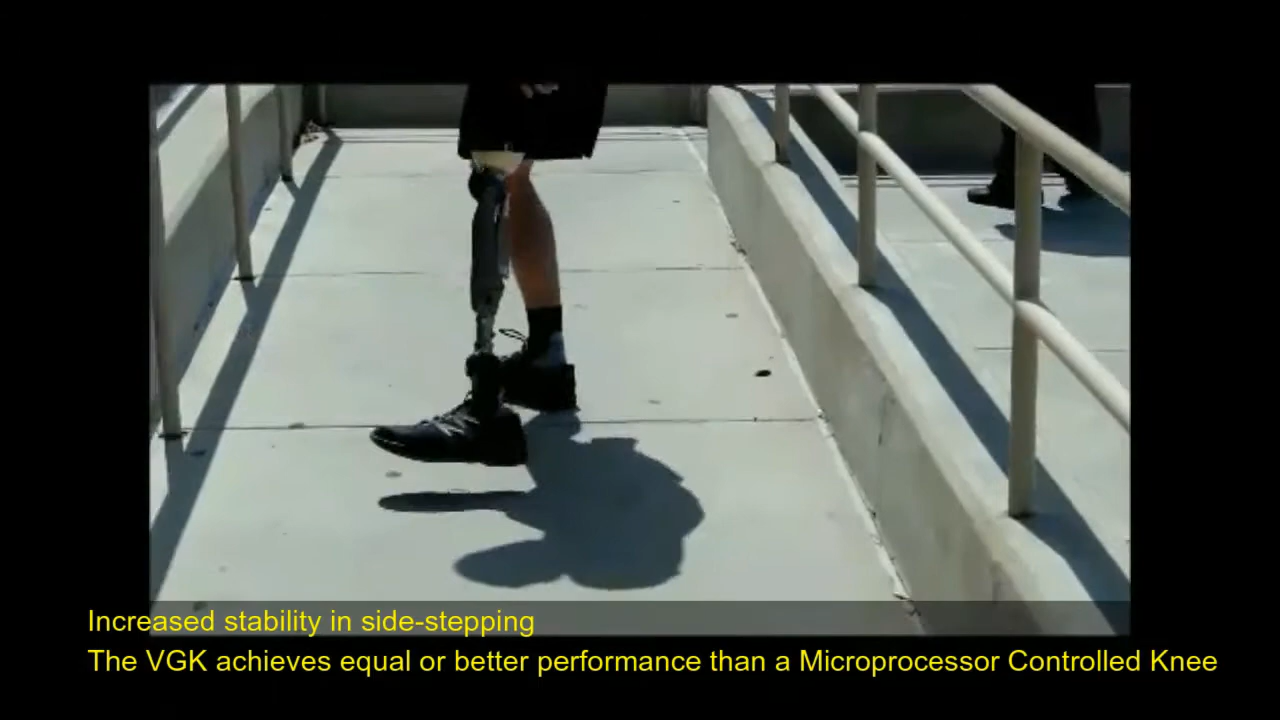 Increased stability in side-stepping
The VGK achieves equal or better performance than a Microprocessor Controlled Knee